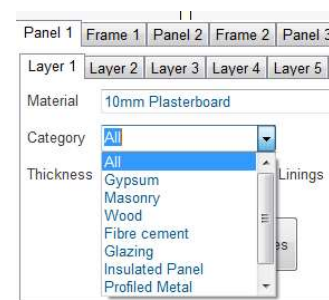 Panel 1 Frame 1 Panel 2 Frame 2 Panel 3
Layer 1 Layer 2 Layer 3 Layer 4 Layer 5
Material 10mm Plasterboard
Category All
All
Thickness Linings
Gypsum
Masonry
Wood
Fibre cement
Glazing
Insulated Panel
Profiled Metal